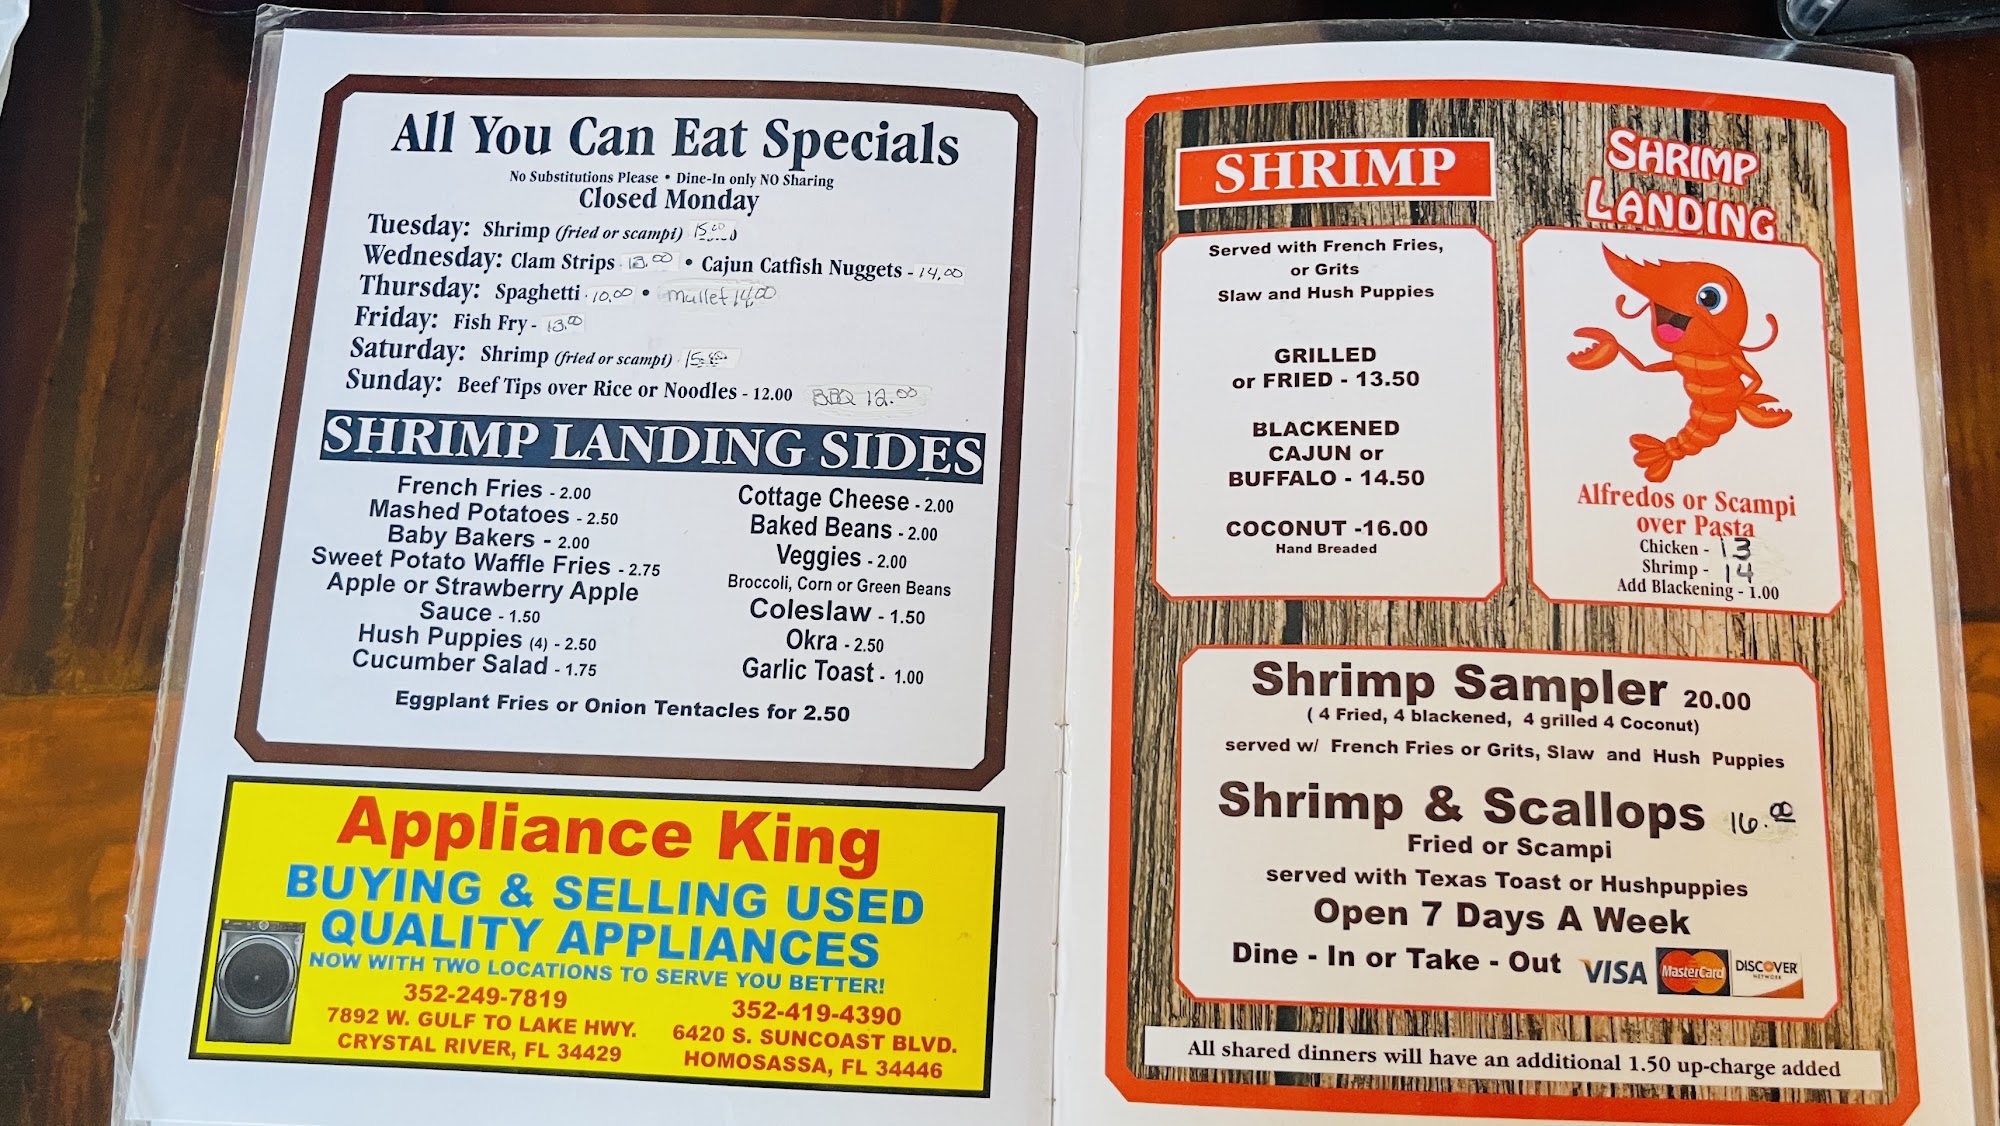 All You Can Eat Specials
No Substitutions Please • Dine-In only NO Sharing
Closed Monday
Tuesday: Shrimp (fried or scampi) 15.00
Wednesday: Clam Strips 13.00 • Cajun Catfish Nuggets - 14,00
Thursday: Spaghetti - 10.00 • mullet 14.00
Friday: Fish Fry - 13.00
Saturday: Shrimp (fried or scampi) - 15.00
Sunday: Beef Tips over Rice or Noodles - 12.00 BBQ 12.00
SHRIMP LANDING SIDES
French Fries - 2.00
Mashed Potatoes - 2.50
Baby Bakers - 2.00
Sweet Potato Waffle Fries - 2.75
Apple or Strawberry Apple
Sauce - 1.50
Hush Puppies (4) - 2.50
Cucumber Salad - 1.75
Cottage Cheese - 2.00
Baked Beans - 2.00
Veggies - 2.00
Broccoli, Corn or Green Beans
Coleslaw - 1.50
Okra - 2.50
Garlic Toast - 1.00
Eggplant Fries or Onion Tentacles for 2.50
Appliance King
BUYING & SELLING USED
QUALITY APPLIANCES
NOW WITH TWO LOCATIONS TO SERVE YOU BETTER!
352-249-7819
7892 W. GULF TO LAKE HWY.
CRYSTAL RIVER, FL 34429
352-419-4390
6420 S. SUNCOAST BLVD.
HOMOSASSA, FL 34446
SHRIMP
Served with French Fries,
or Grits
Slaw and Hush Puppies
GRILLED
or FRIED - 13.50
BLACKENED
CAJUN or
BUFFALO - 14.50
COCONUT -16.00
Hand Breaded
SHRIMP
LANDING
Alfredos or Scampi
over Pasta
Chicken - 13
Shrimp - 14
Add Blackening - 1.00
Shrimp Sampler 20.00
( 4 Fried, 4 blackened, 4 grilled 4 Coconut)
served w/ French Fries or Grits, Slaw and Hush Puppies
Shrimp & Scallops 16.00
Fried or Scampi
served with Texas Toast or Hushpuppies
Open 7 Days A Week
Dine - In or Take - Out VISA MasterCard DISCOVER
NETWORK
All shared dinners will have an additional 1.50 up-charge added